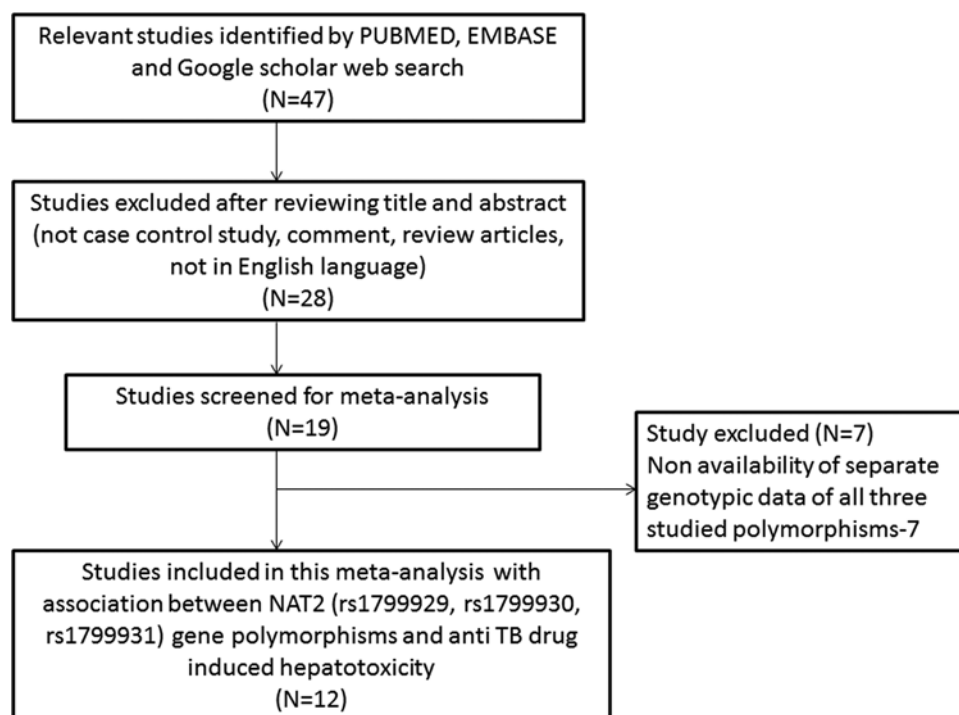 Relevant studies identified by PUBMED, EMBASE
and Google scholar web search
(N=47)
Studies excluded after reviewing title and abstract
(not case control study, comment, review articles,
not in English language)
(N=28)
Studies screened for meta-analysis
(N=19)
Study excluded (N=7)
Non availability of separate
genotypic data of all three
studied polymorphisms-7
Studies included in this meta-analysis with
association between NAT2 (rs1799929, rs1799930,
rs1799931) gene polymorphisms and anti TB drug
induced hepatotoxicity
(N=12)